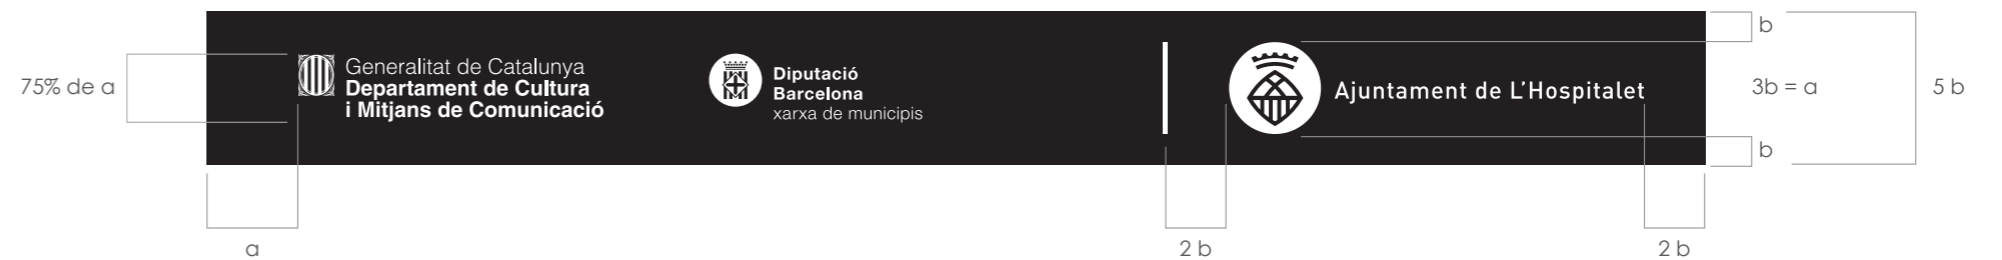 75% de a
Generalitat de Catalunya
Departament de Cultura
i Mitjans de Comunicació
Diputació
Barcelona
xarxa de municipis
Ajuntament de L'Hospitalet
b
3b = a
b
5 b
a
2 b
2 b